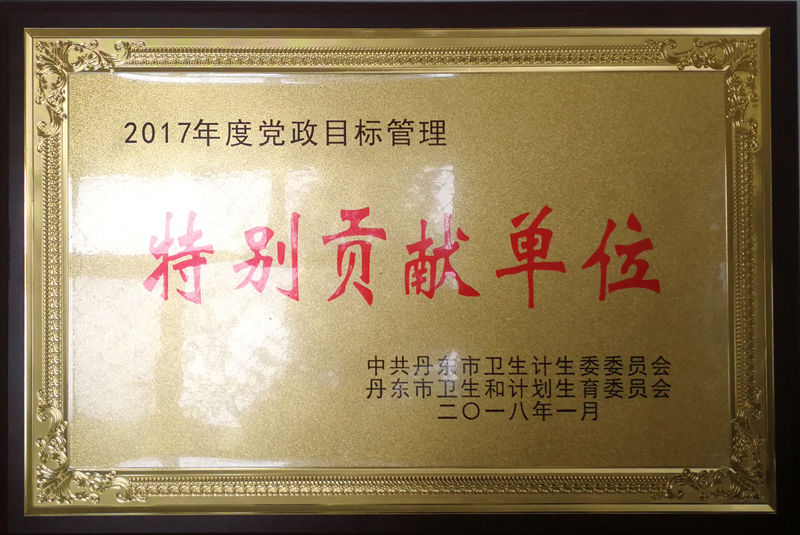 2017年度党政目标管理
特别贡献单位
中共丹东市卫生计生委委员会
丹东市卫生和计划生育委员会
二〇一八年一月